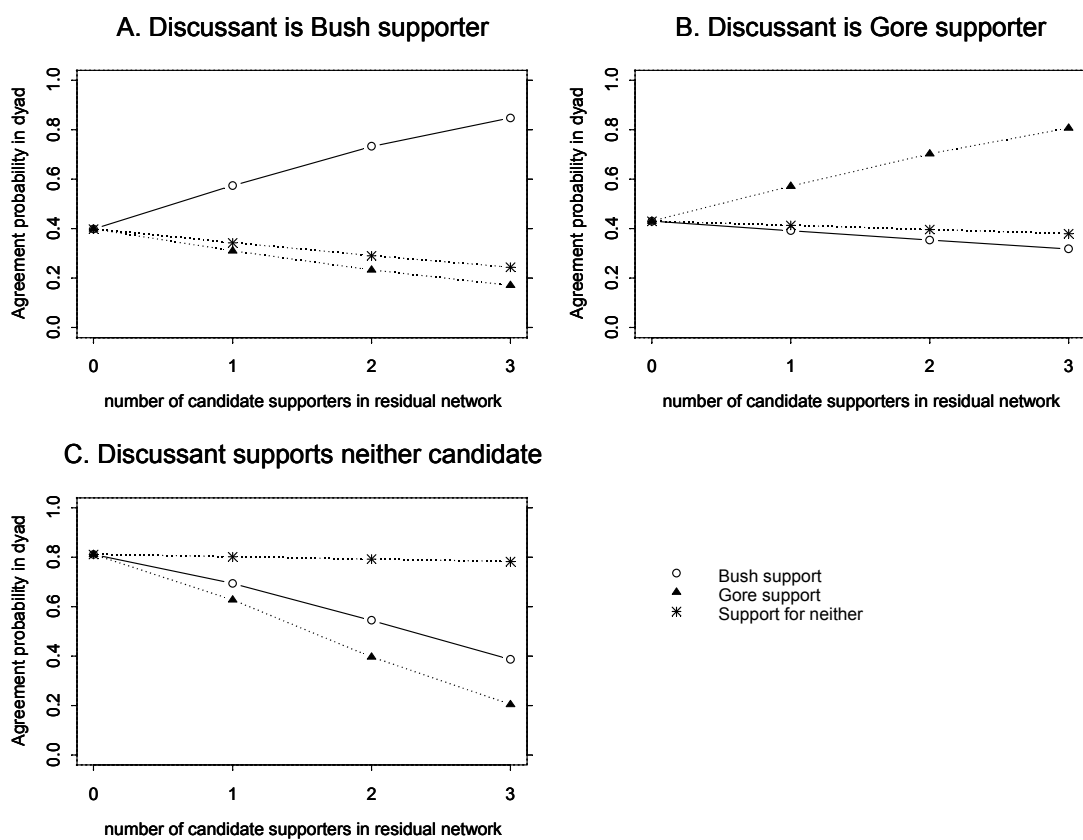 A. Discussant is Bush supporter
Agreement probability in dyad
1.0
0.8
0.6
0.4
0.2
0.0
0 1 2 3
number of candidate supporters in residual network
B. Discussant is Gore supporter
Agreement probability in dyad
1.0
0.8
0.6
0.4
0.2
0.0
0 1 2 3
number of candidate supporters in residual network
C. Discussant supports neither candidate
Agreement probability in dyad
1.0
0.8
0.6
0.4
0.2
0.0
0 1 2 3
number of candidate supporters in residual network
Bush support
Gore support
Support for neither